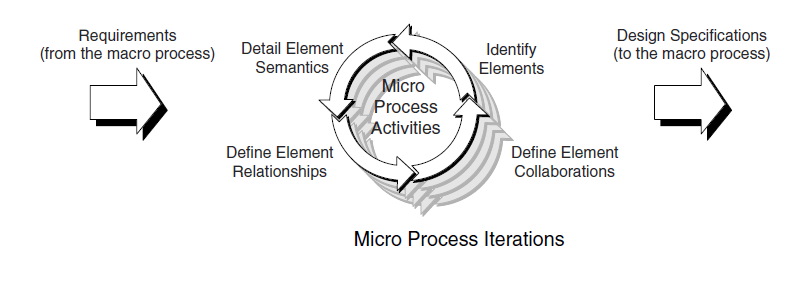 Requirements
(from the macro process)
Detail Element
Semantics
Identify
Elements
Micro
Process
Activities
Define Element
Relationships
Define Element
Collaborations
Design Specifications
(to the macro process)
Micro Process Iterations